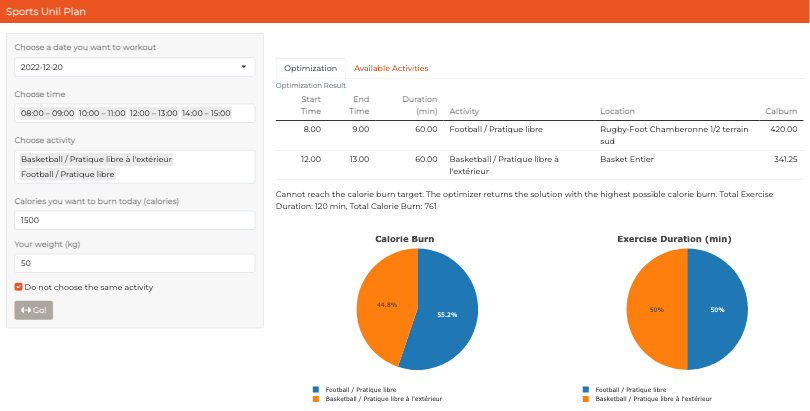 Sports Unil Plan
Choose a date you want to workout
2022-12-20
Choose time
08:00 – 09:00 10:00 – 11:00 12:00 – 13:00 14:00 – 15:00
Choose activity
Basketball / Pratique libre à l'extérieur
Football / Pratique libre
Calories you want to burn today (calories)
1500
Your weight (kg)
50
Do not choose the same activity
Go!
Optimization Available Activities
Optimization Result
Start Time End Time Duration (min) Activity Location Calburn
8.00 9.00 60.00 Football / Pratique libre Rugby-Foot Chamberonne 1/2 terrain sud 420.00
12.00 13.00 60.00 Basketball / Pratique libre à l'extérieur Basket Entier 341.25
Cannot reach the calorie burn target. The optimizer returns the solution with the highest possible calorie burn. Total Exercise
Duration: 120 min, Total Calorie Burn: 761
Calorie Burn
44.8%
55.2%
Football / Pratique libre
Basketball / Pratique libre à l'extérieur
Exercise Duration (min)
50%
50%
Football / Pratique libre
Basketball / Pratique libre à l'extérieur